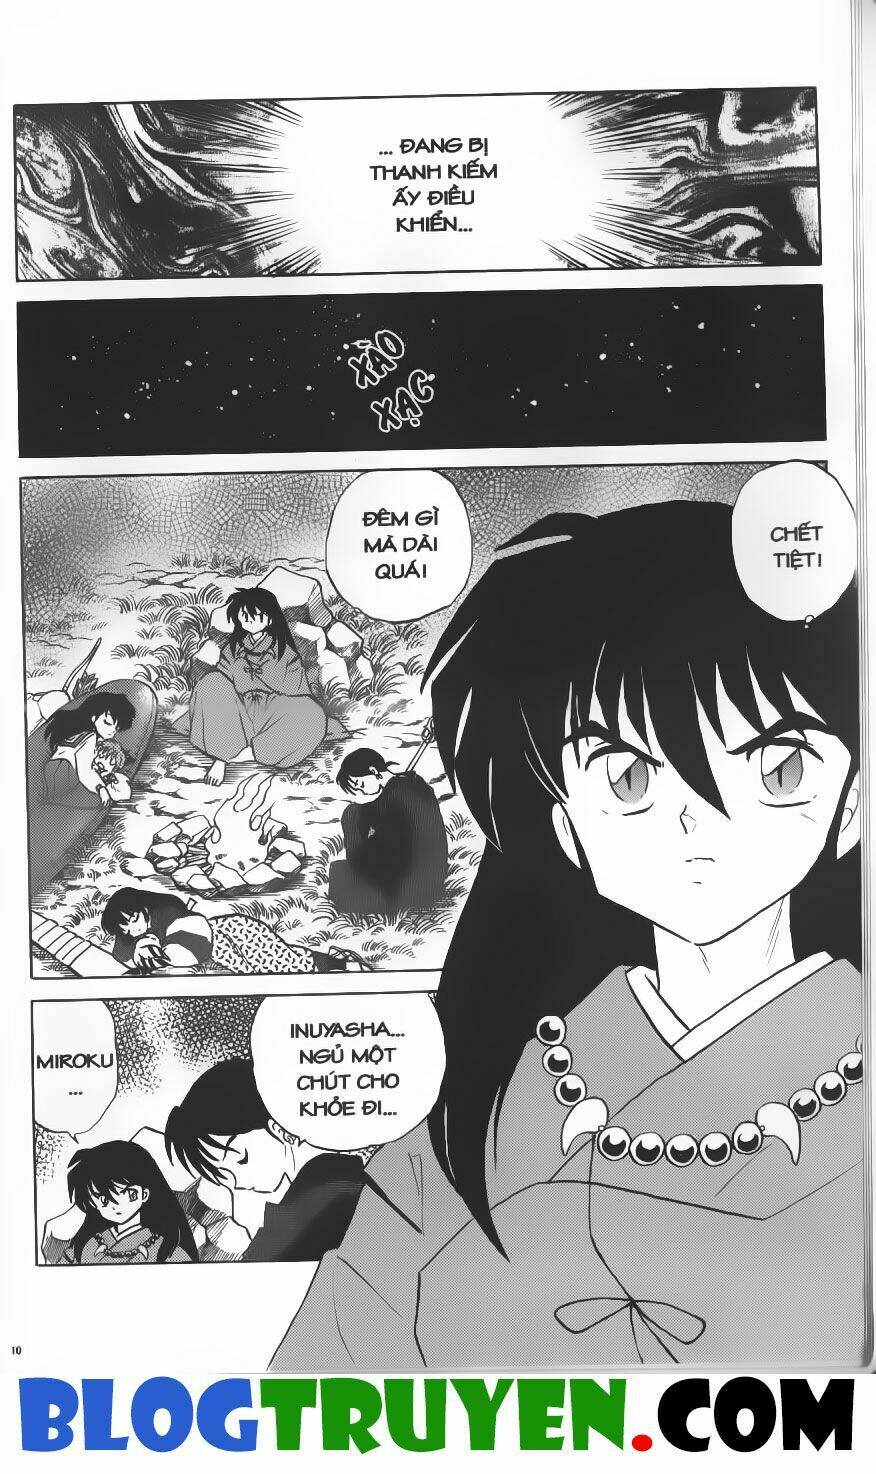 ... ĐANG BỊ
THANH KIẾM
ẤY ĐIỀU
KHIỂN...
XÀO
XẠC
CHẾT
TIỆT!
ĐÊM GÌ
MÀ DÀI
QUÁ!
INUYASHA...
NGỦ MỘT
CHÚT CHO
KHỎE ĐI...
MIROKU
...
10
BLOGTRUYEN.COM